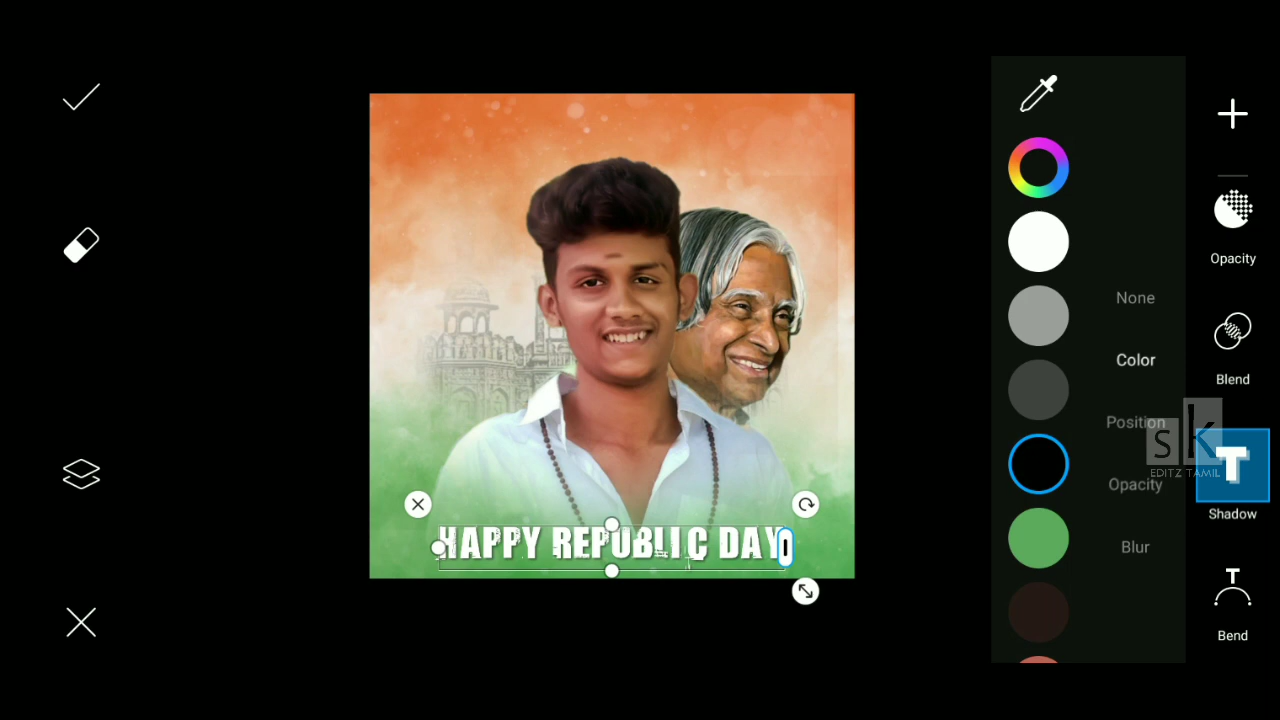 Opacity
None
Blend
Color
Position
Opacity
sk
EDITZ TAMIL
Shadow
Blur
HAPPY REPUBLIC DAY
T
Bend